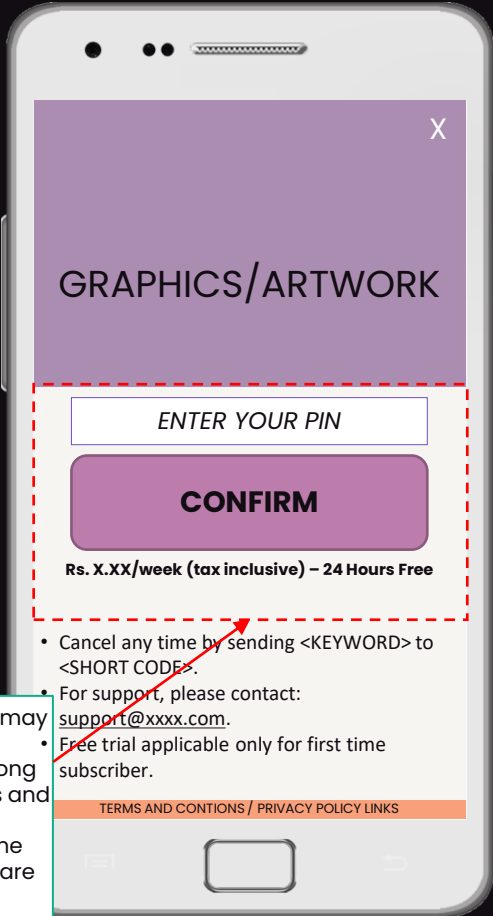 X
GRAPHICS/ARTWORK
ENTER YOUR PIN
CONFIRM
Rs. X.XX/week (tax inclusive) – 24 Hours Free
• Cancel any time by sending <KEYWORD> to
<SHORT CODE>.
• For support, please contact:
support@xxxx.com.
• Free trial applicable only for first time
subscriber.
TERMS AND CONTIONS / PRIVACY POLICY LINKS
may
and
are